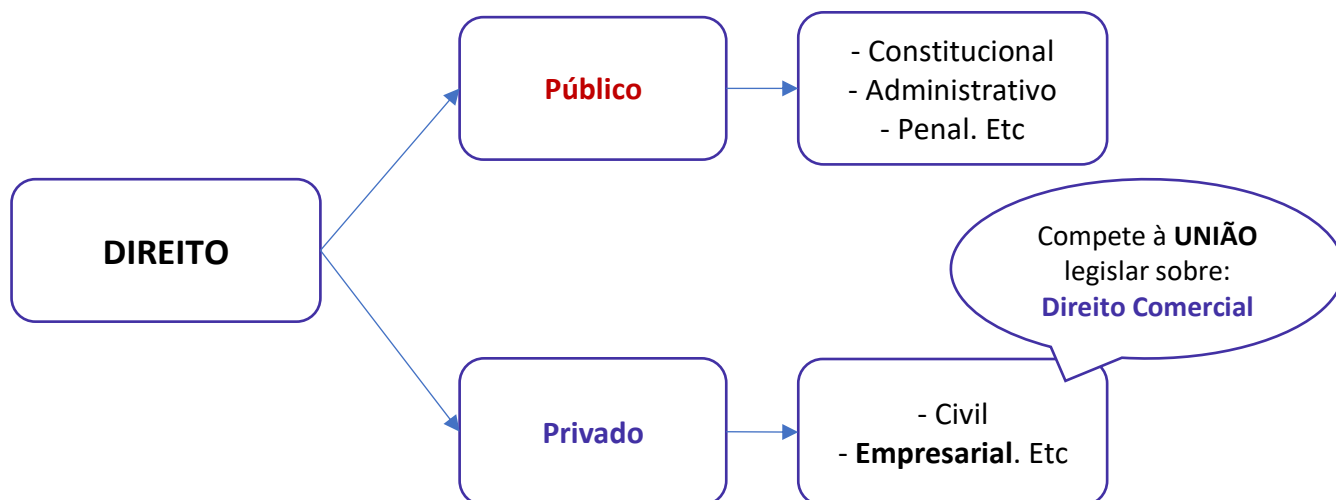 Público
- Constitucional
- Administrativo
- Penal. Etc
DIREITO
Compete à UNIÃO
legislar sobre:
Direito Comercial
Privado
- Civil
- Empresarial. Etc